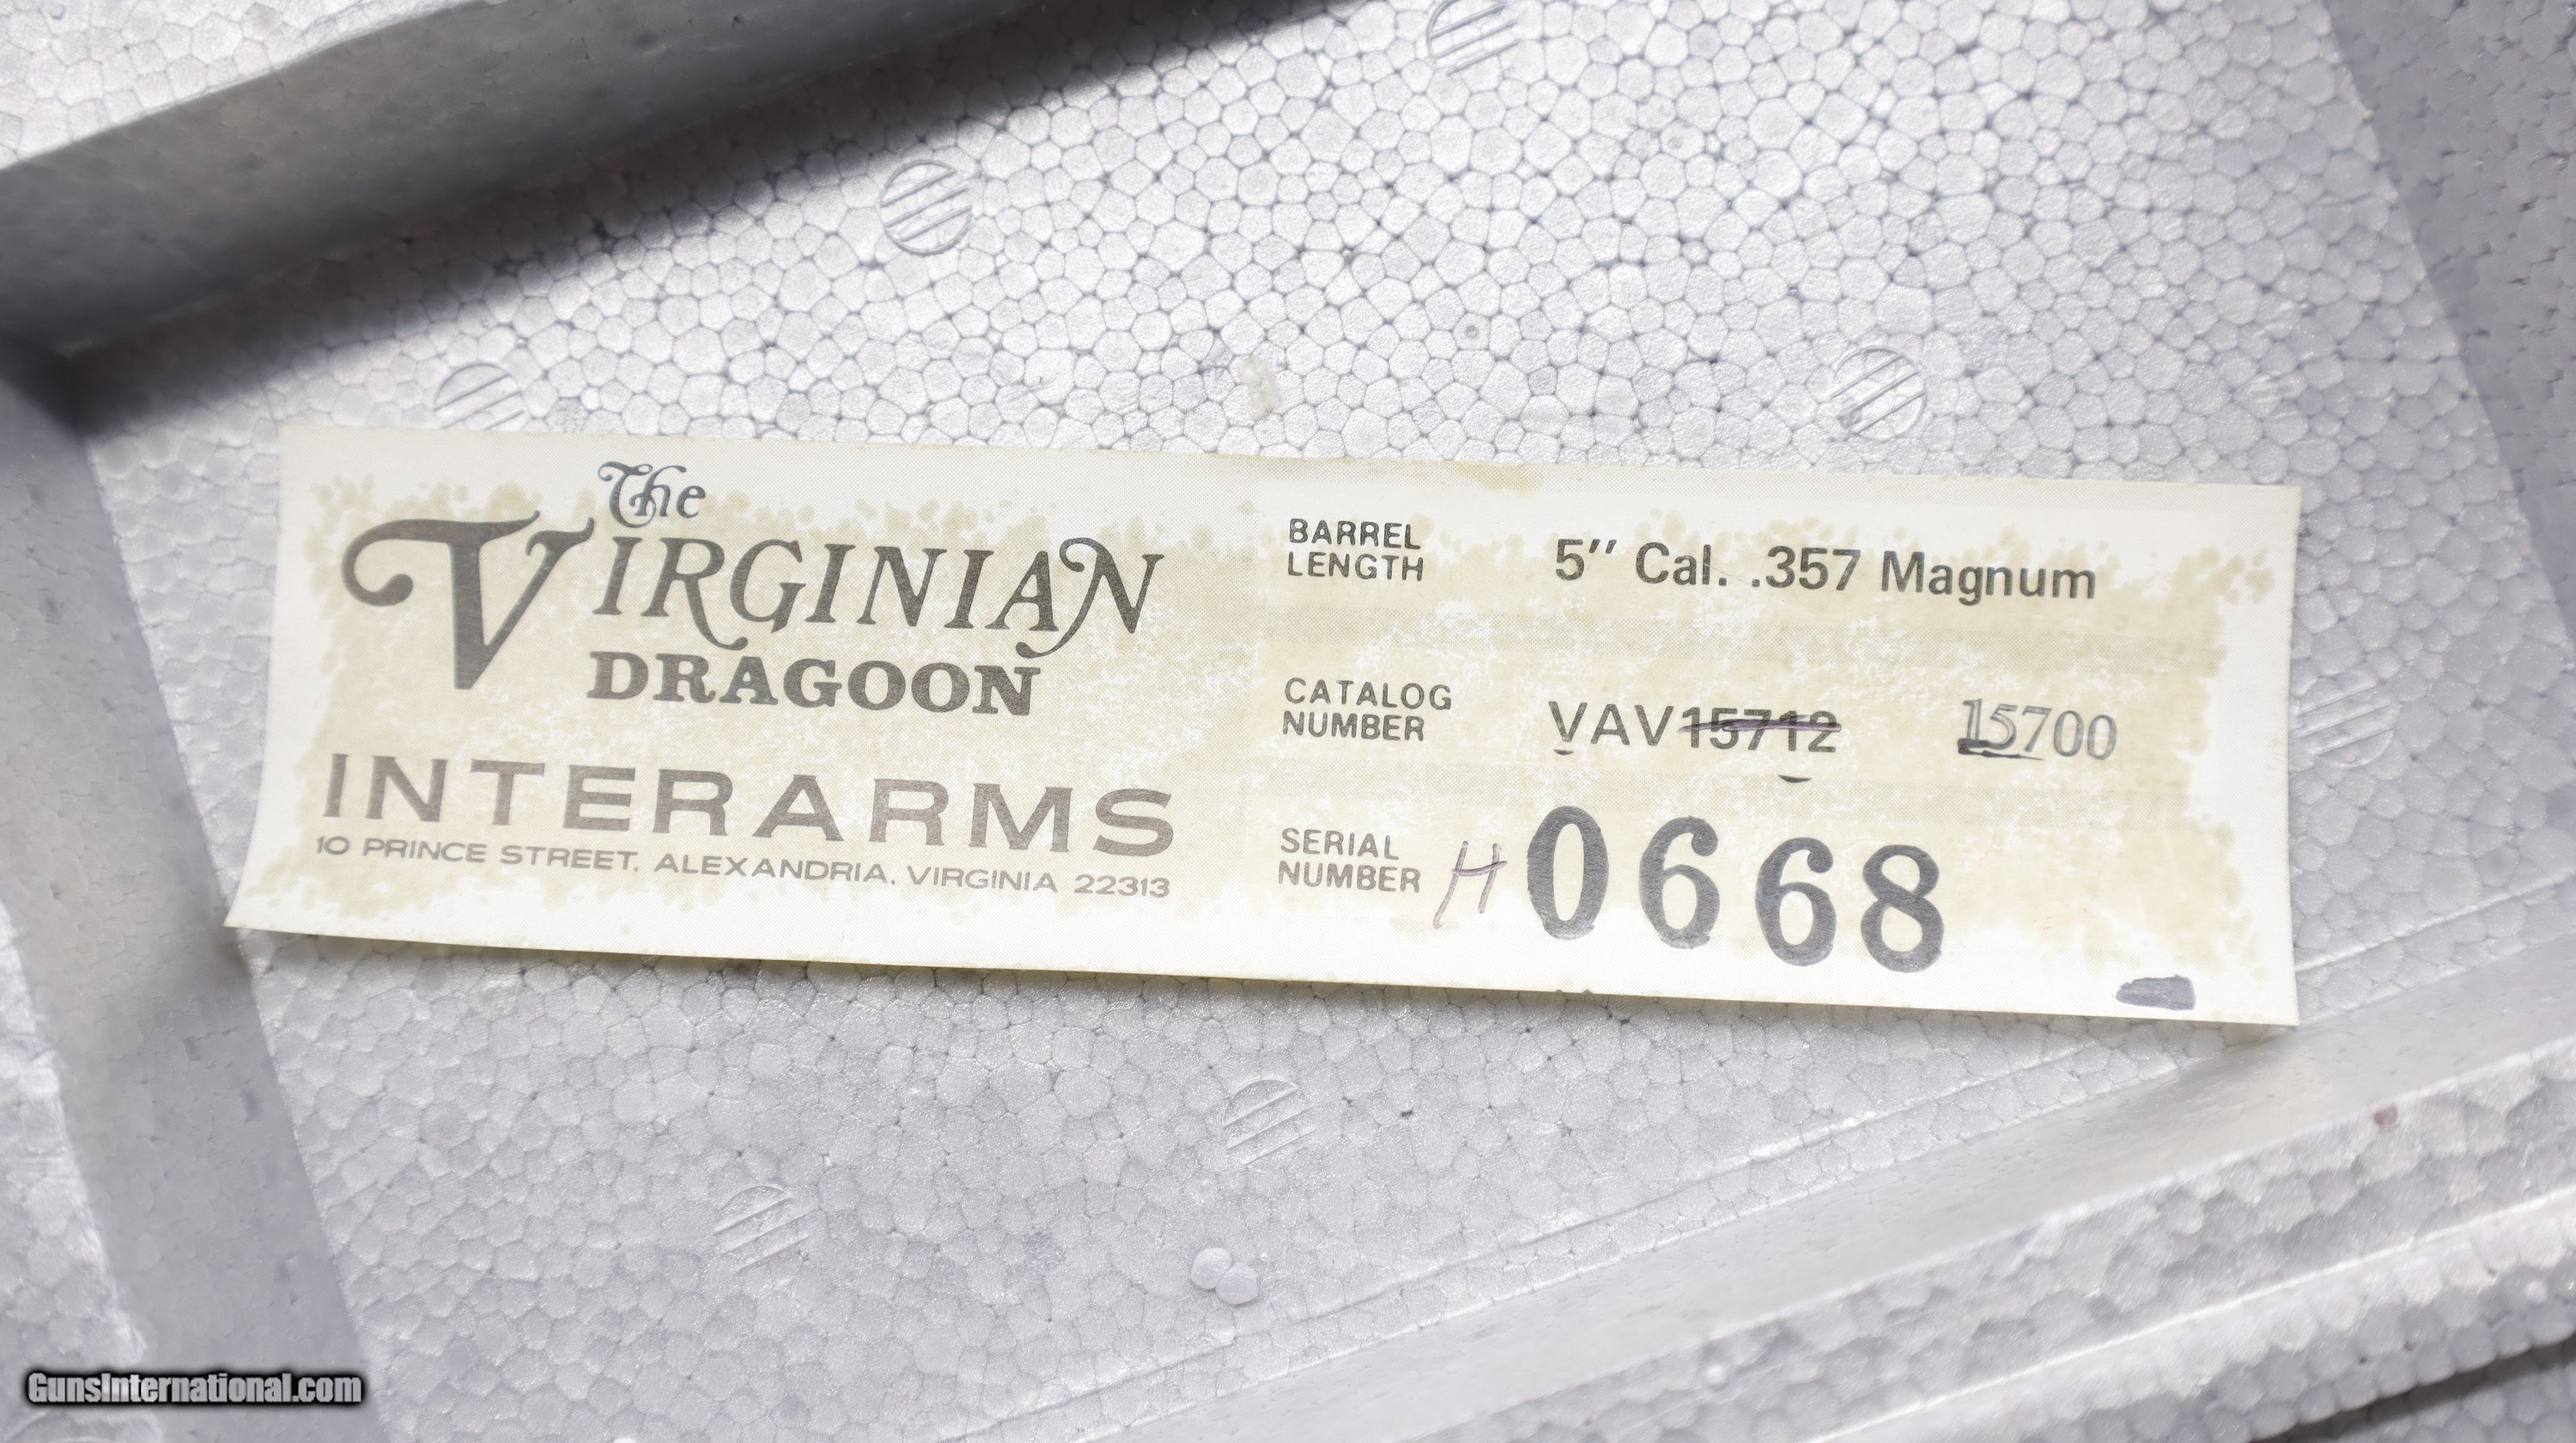 The
VIRGINIAN
DRAGOON
INTERARMS
10 PRINCE STREET, ALEXANDRIA, VIRGINIA 22313
BARREL LENGTH 5" Cal. .357 Magnum
CATALOG NUMBER VAV15712 15700
SERIAL NUMBER H 0668
GunsInternational.com